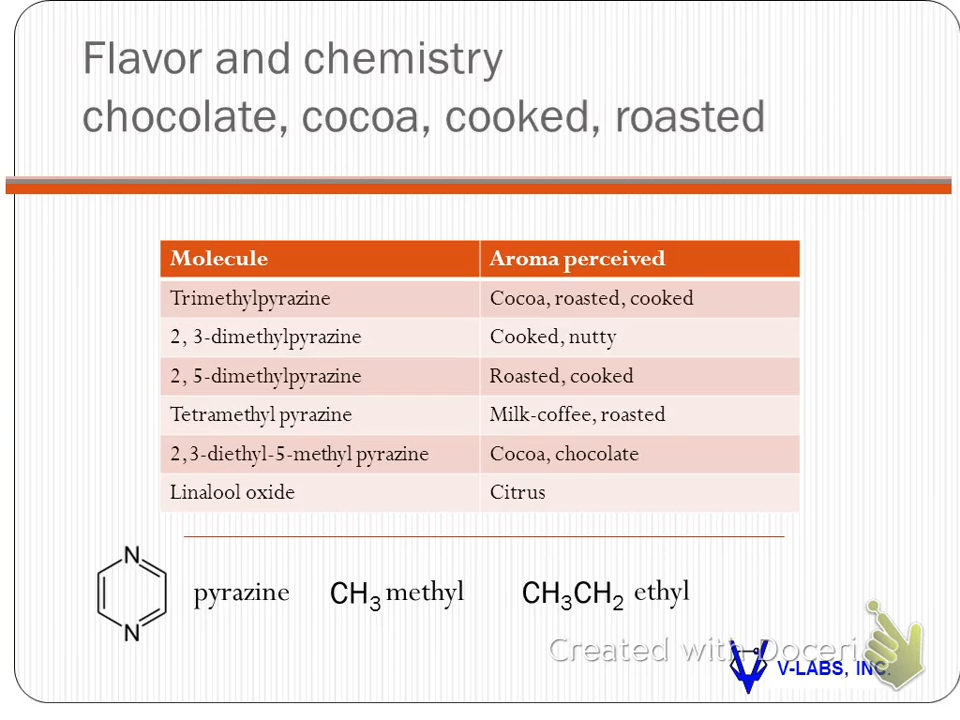 Flavor and chemistry
chocolate, cocoa, cooked, roasted
Molecule Aroma perceived
Trimethylpyrazine Cocoa, roasted, cooked
2, 3-dimethylpyrazine Cooked, nutty
2, 5-dimethylpyrazine Roasted, cooked
Tetramethyl pyrazine Milk-coffee, roasted
2,3-diethyl-5-methyl pyrazine Cocoa, chocolate
Linalool oxide Citrus
N
N
pyrazine CH3 methyl CH3CH2 ethyl
Created with Doceri
V-LABS, INC.